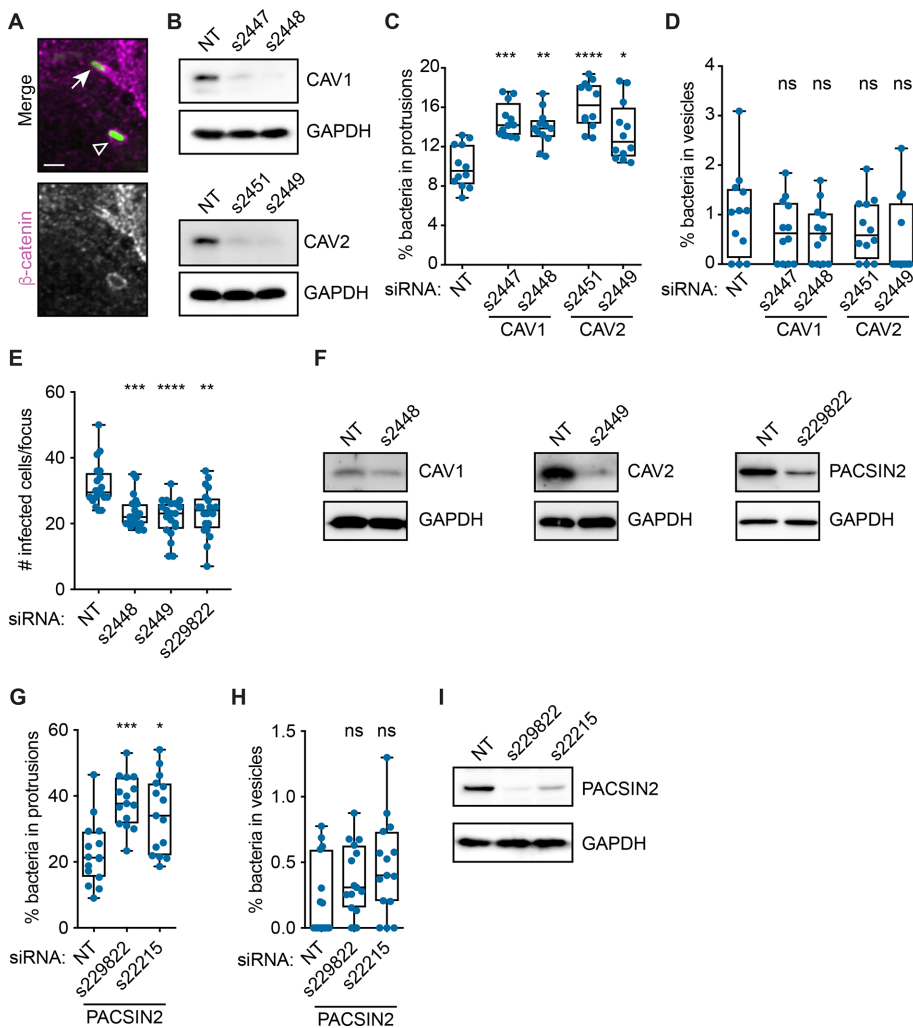 A
Merge
β-catenin
B
NT
s2447
s2448
CAV1
GAPDH
NT
s2451
s2449
CAV2
GAPDH
C
% bacteria in protrusions
20
16
12
8
4
0
***
**
****
*
siRNA:
NT
s2447
s2448
s2451
s2449
CAV1
CAV2
D
% bacteria in vesicles
4
3
2
1
0
ns
ns
ns
ns
siRNA:
NT
s2447
s2448
s2451
s2449
CAV1
CAV2
E
# infected cells/focus
60
40
20
0
***
****
**
siRNA:
NT
s2448
s2449
s229822
F
NT
s2448
CAV1
GAPDH
NT
s2449
CAV2
GAPDH
NT
s229822
PACSIN2
GAPDH
G
% bacteria in protrusions
60
40
20
0
***
*
siRNA:
NT
s229822
s22215
PACSIN2
H
% bacteria in vesicles
1.5
1.0
0.5
0.0
ns
ns
siRNA:
NT
s229822
s22215
PACSIN2
I
NT
s229822
s22215
PACSIN2
GAPDH